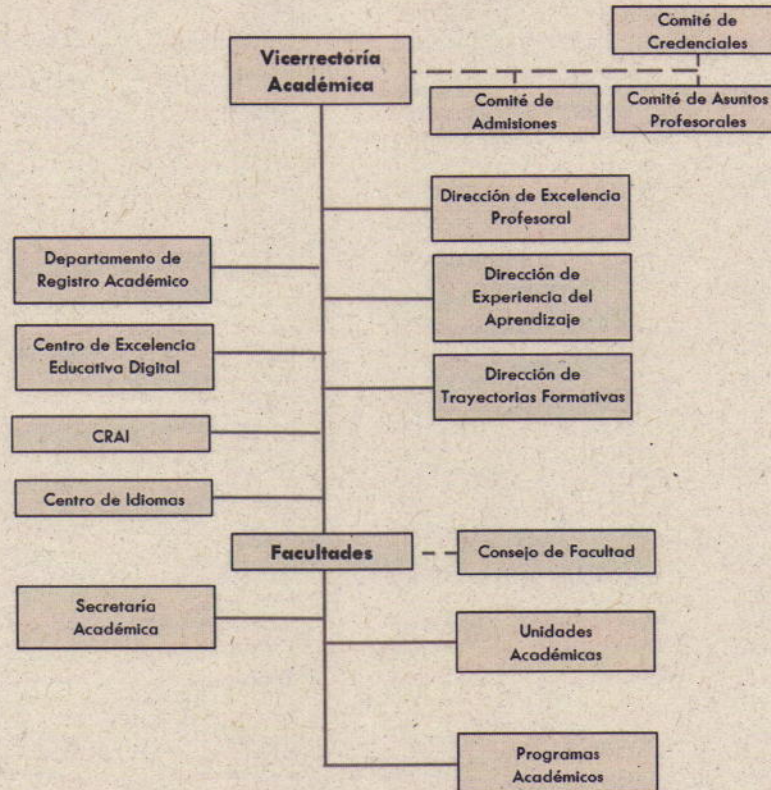 Comité de
Credenciales
Vicerrectoría
Académica
Comité de
Admisiones
Comité de Asuntos
Profesorales
Dirección de Excelencia
Profesoral
Departamento de
Registro Académico
Dirección de
Experiencia del
Aprendizaje
Centro de Excelencia
Educativa Digital
Dirección de
Trayectorias Formativas
CRAI
Centro de Idiomas
Facultades
Consejo de Facultad
Secretaría
Académica
Unidades
Académicas
Programas
Académicos